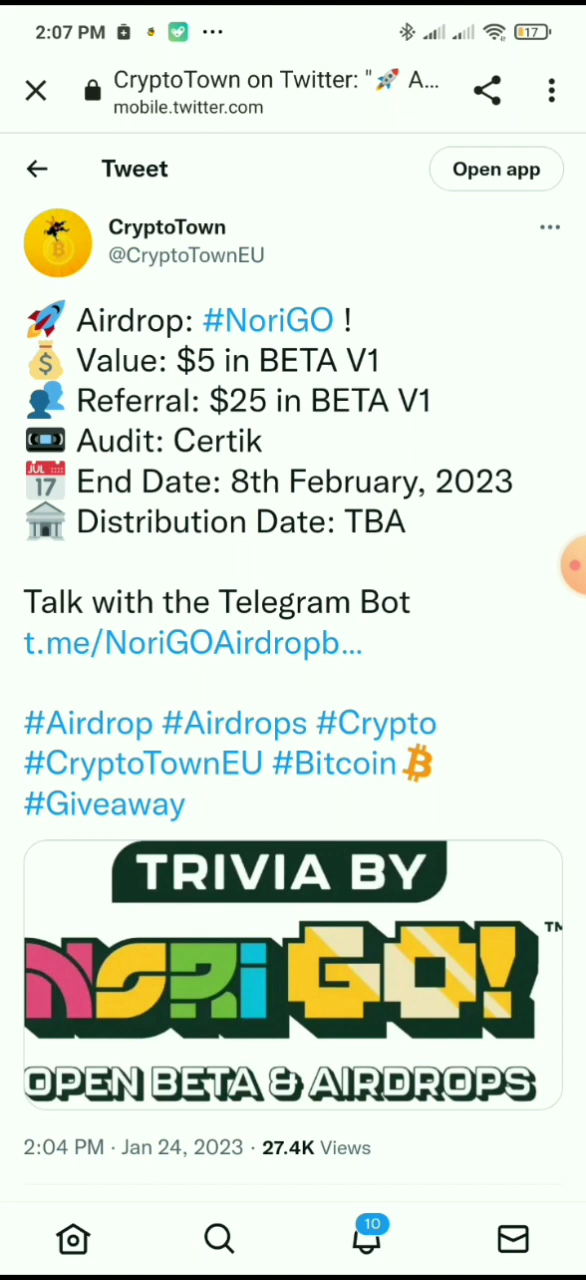 2:07 PM
17
CryptoTown on Twitter: "🚀 A...
mobile.twitter.com
Tweet
Open app
CryptoTown
@CryptoTownEU
🚀 Airdrop: #NoriGO !
💰 Value: $5 in BETA V1
👥 Referral: $25 in BETA V1
📼 Audit: Certik
📅 End Date: 8th February, 2023
🏛 Distribution Date: TBA
Talk with the Telegram Bot
t.me/NoriGOAirdropb...
#Airdrop #Airdrops #Crypto
#CryptoTownEU #Bitcoin
#Giveaway
TRIVIA BY
NORI GO! TM
OPEN BETA & AIRDROPS
2:04 PM · Jan 24, 2023 · 27.4K Views
10